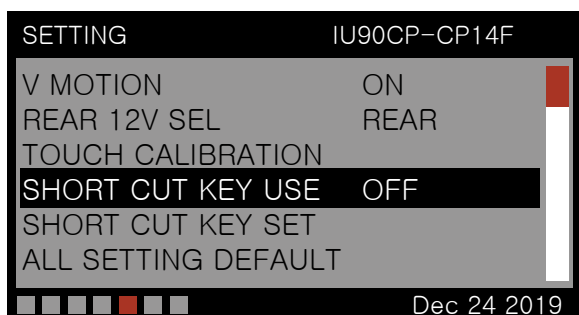 SETTING IU90CP-CP14F
V MOTION ON
REAR 12V SEL REAR
TOUCH CALIBRATION
SHORT CUT KEY USE OFF
SHORT CUT KEY SET
ALL SETTING DEFAULT
Dec 24 2019